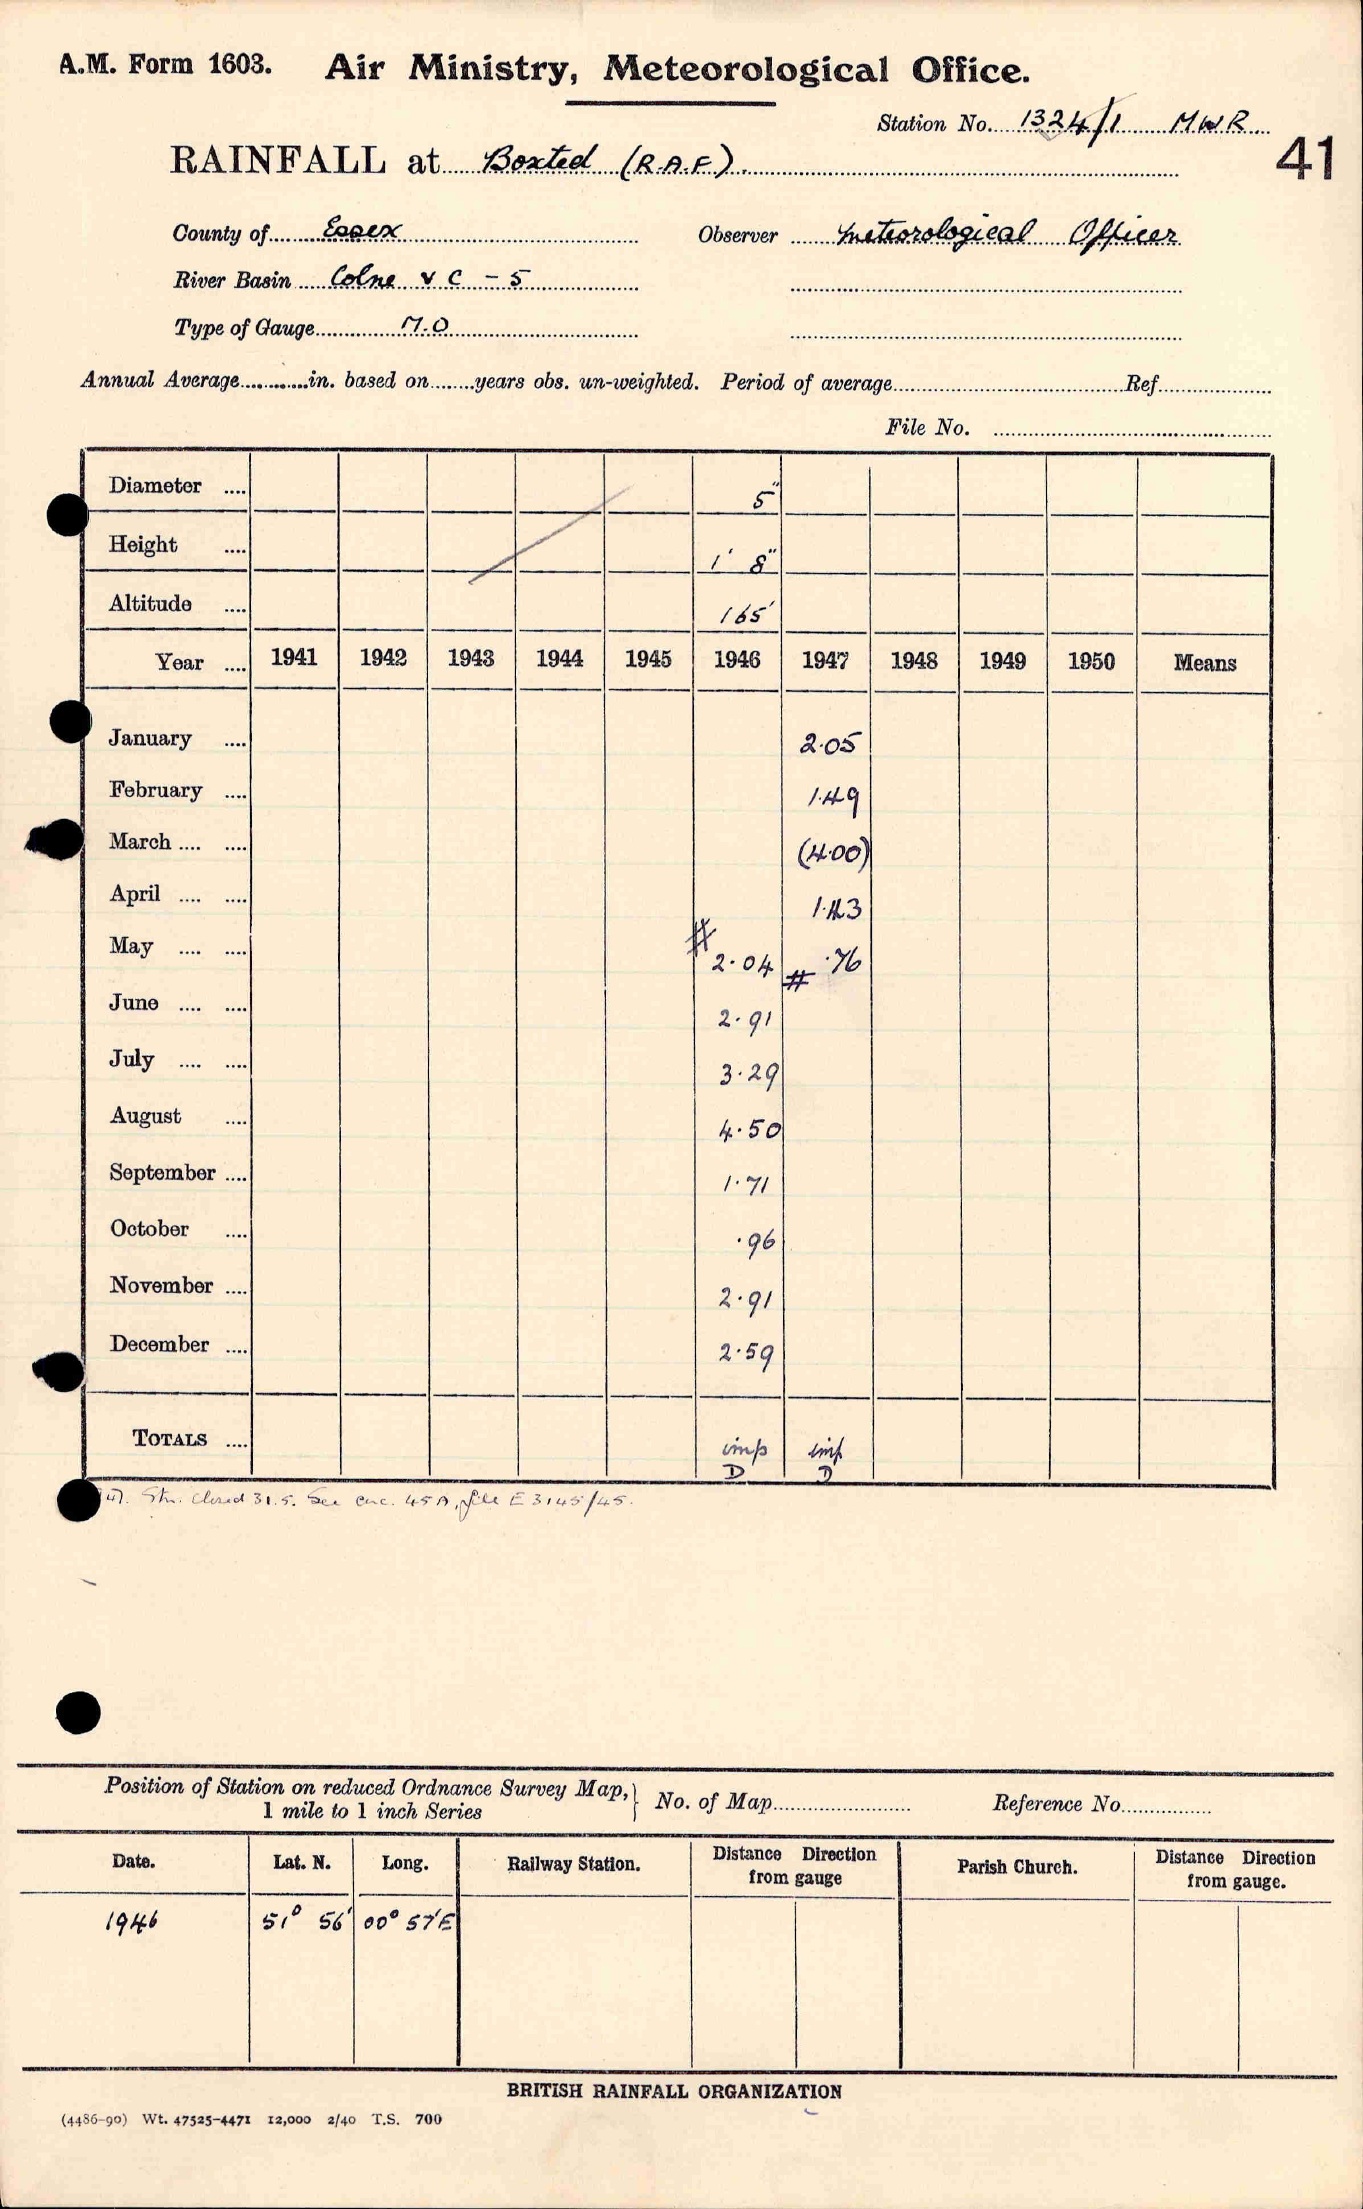 A.M. Form 1603. Air Ministry, Meteorological Office.
Station No. 1324/1 MWR
41
RAINFALL at Boxted (R.A.F).
County of Essex Observer Meteorological Officer
River Basin Colne v C - 5
Type of Gauge M.O
Annual Average............in. based on........years obs. un-weighted. Period of average Ref
File No.
Diameter .... 5"
Height .... 1' 8"
Altitude .... 165'
Year .... 1941 1942 1943 1944 1945 1946 1947 1948 1949 1950 Means
January .... 2.05
February .... 1.49
March .... .... (4.00)
April .... .... 1.43
May .... .... # 2.04 # .76
June .... .... 2.91
July .... .... 3.29
August .... 4.50
September .... 1.71
October .... .96
November .... 2.91
December .... 2.59
TOTALS .... imp imp
D D
47. Stn. closed 31.5. See enc. 45A, file E 3145/45.
Position of Station on reduced Ordnance Survey Map,} No. of Map Reference No.
1 mile to 1 inch Series
Date. Lat. N. Long. Railway Station. Distance Direction from gauge Parish Church. Distance Direction from gauge.
1946 51° 56' 00° 57'E
BRITISH RAINFALL ORGANIZATION
(4486-90) Wt. 47525-4471 12,000 2/40 T.S. 700